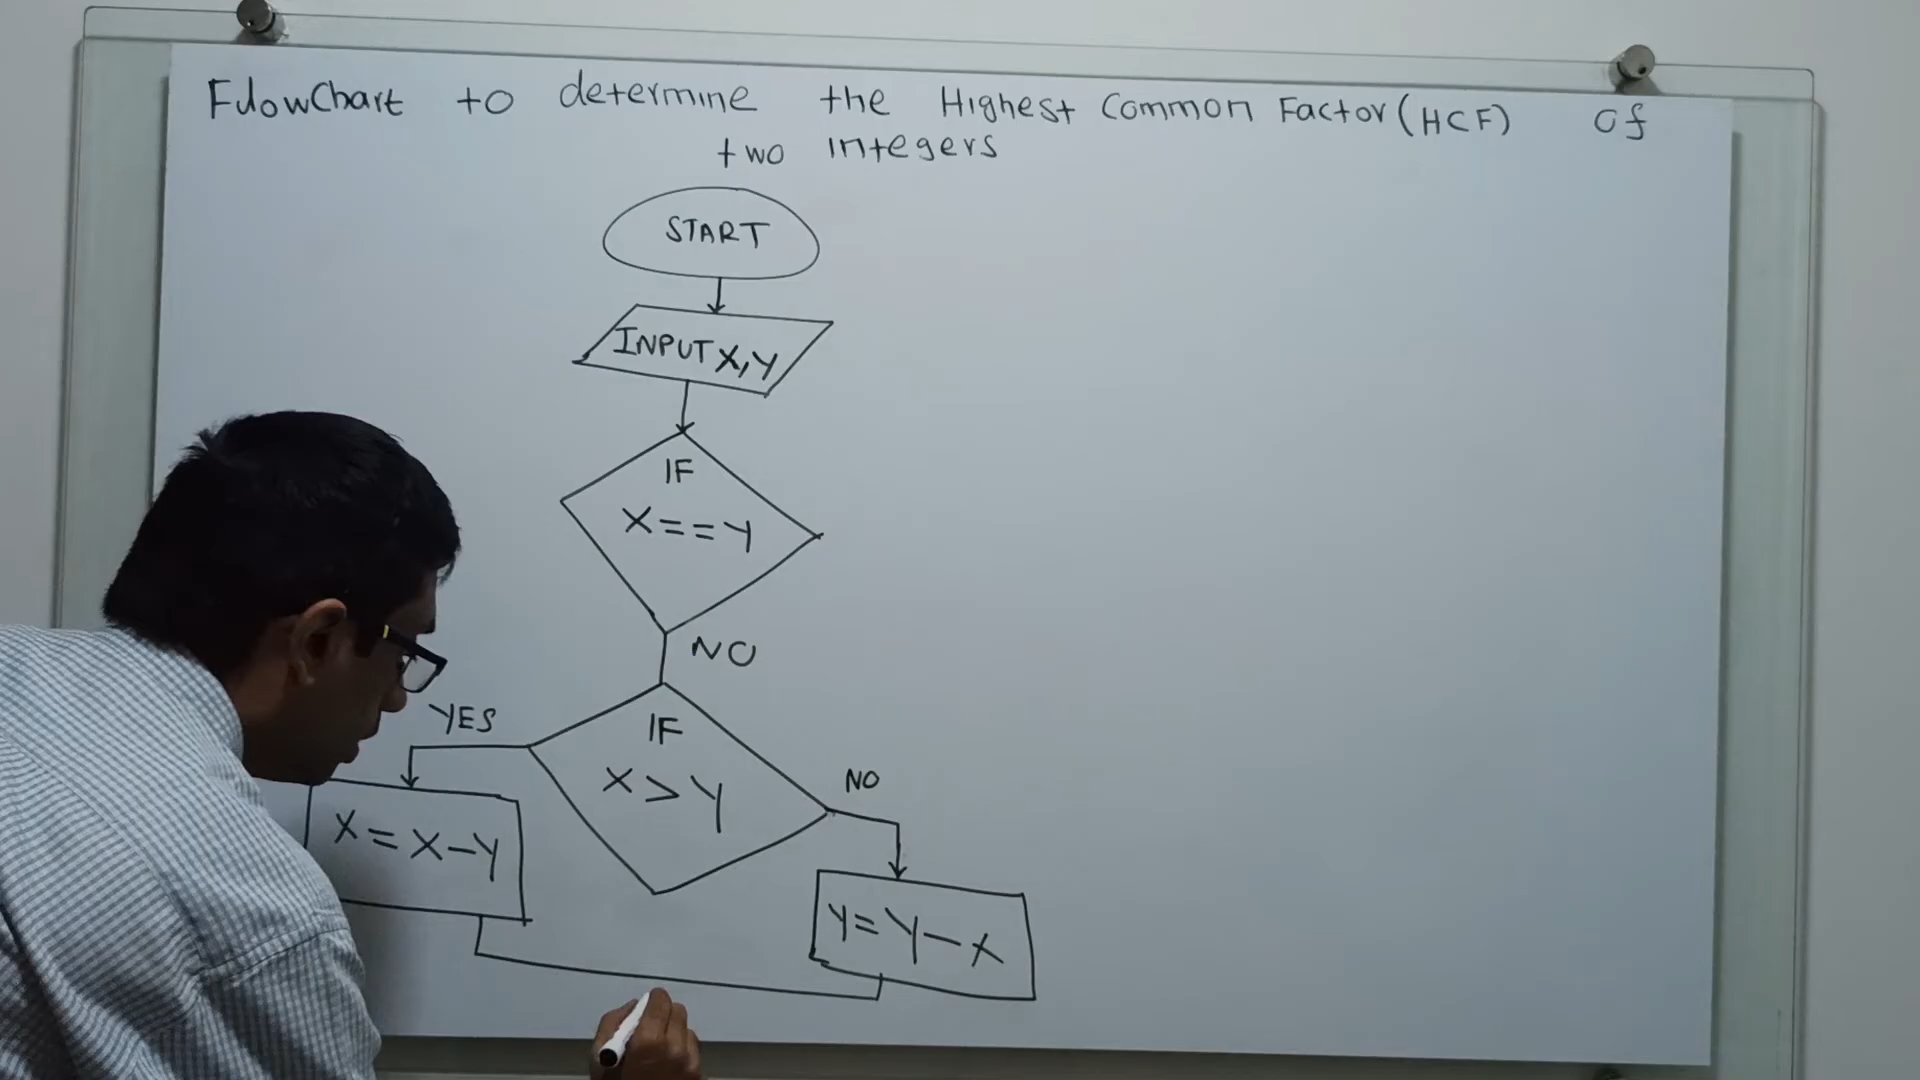 FlowChart to determine the Highest Common Factor(HCF) of
two integers
START
INPUT X,Y
IF
X==Y
NO
IF
X>Y
YES
NO
X=X-Y
Y=Y-X